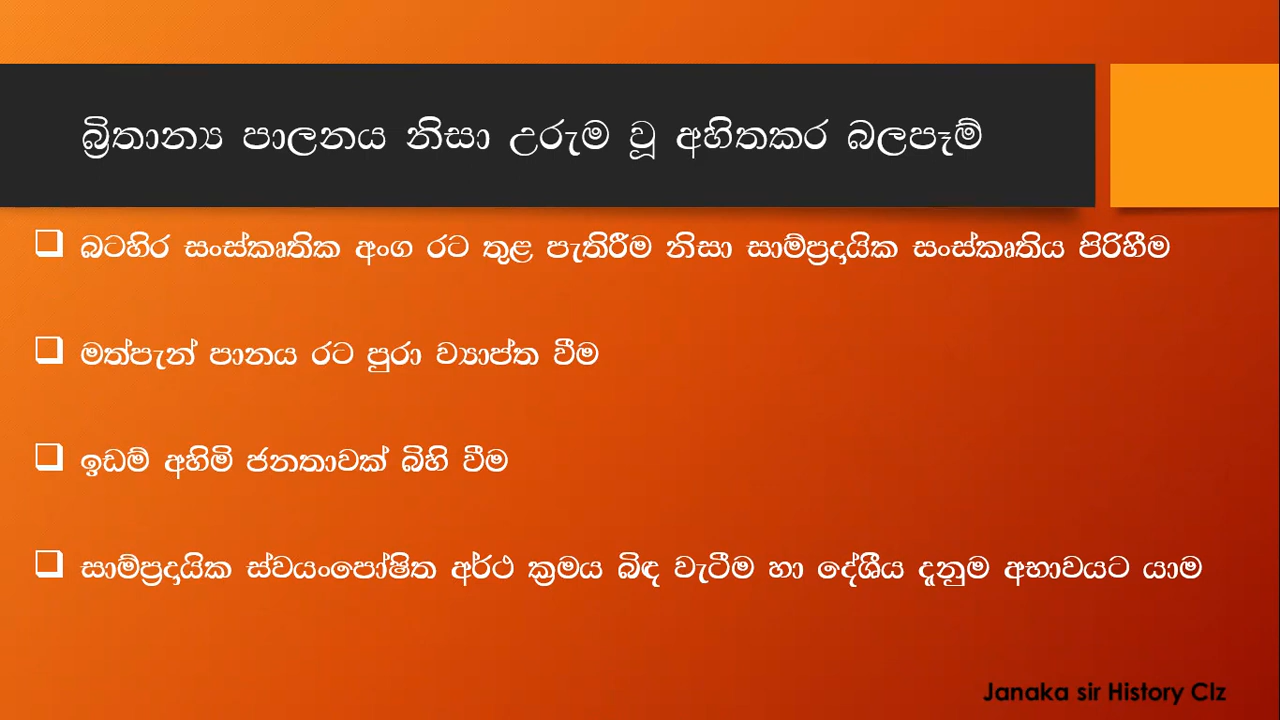 බ්‍රිතාන්‍ය පාලනය නිසා උරුම වූ අහිතකර බලපෑම්
බටහිර සංස්කෘතික අංග රට තුළ පැතිරීම නිසා සාම්ප්‍රදායික සංස්කෘතිය පිරිහීම
මත්පැන් පානය රට පුරා ව්‍යාප්ත වීම
ඉඩම් අහිමි ජනතාවක් බිහි වීම
සාම්ප්‍රදායික ස්වයංපෝෂිත අර්ථ ක්‍රමය බිඳ වැටීම හා දේශීය දැනුම අභාවයට යාම
Janaka sir History Clz